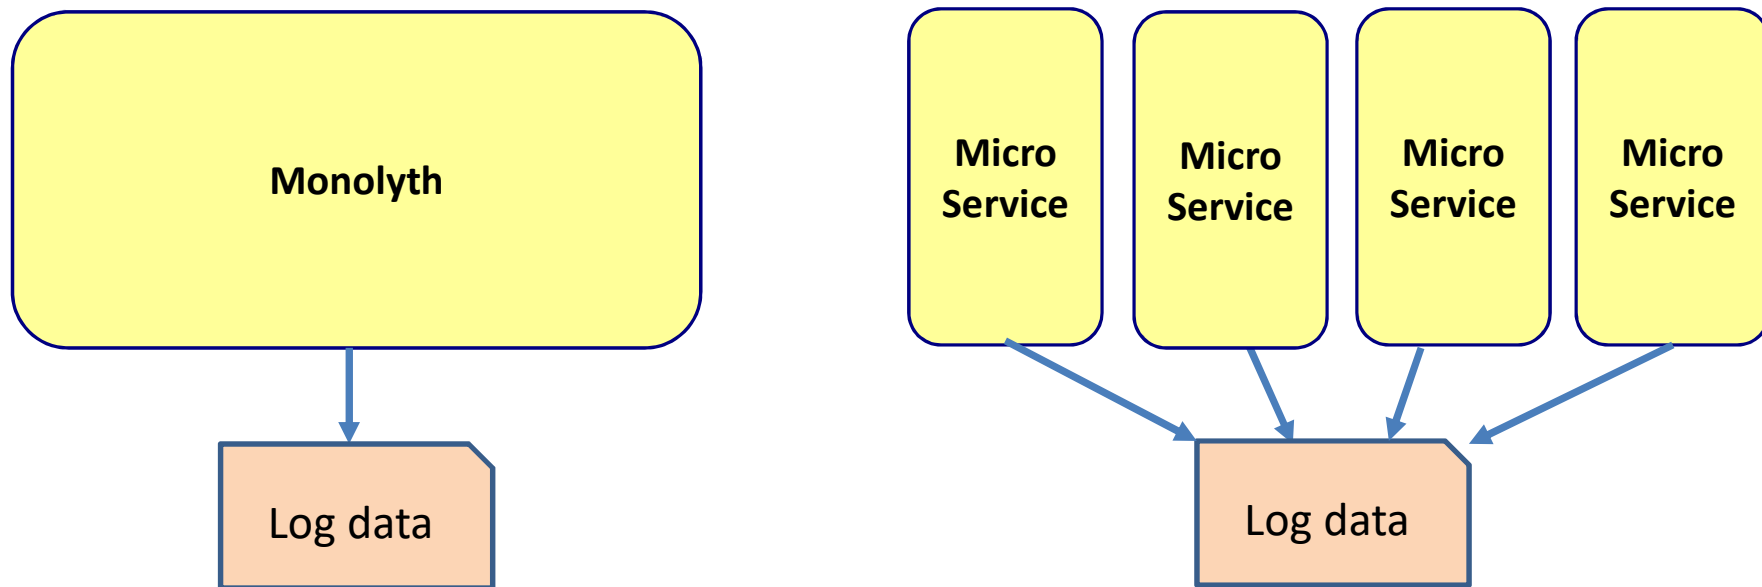 Monolyth
Micro
Service
Micro
Service
Micro
Service
Micro
Service
Log data
Log data